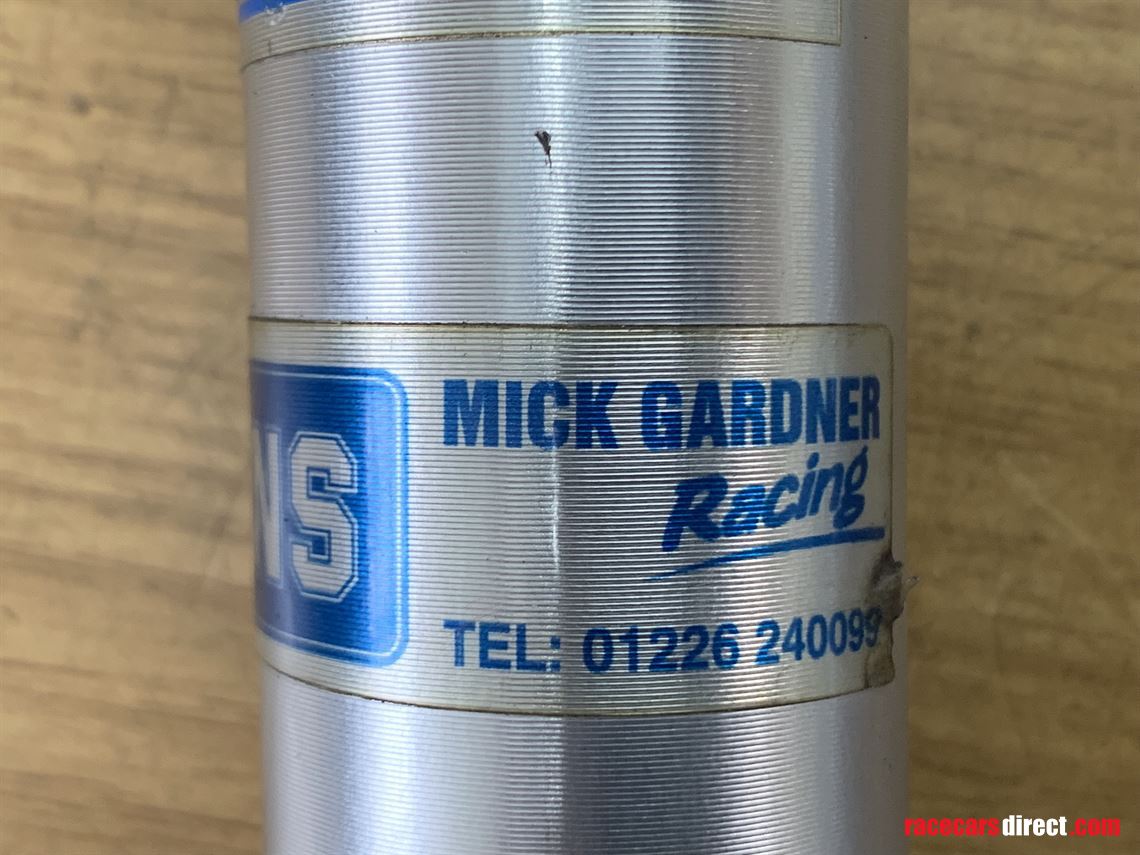 NS
MICK GARDNER
Racing
TEL: 01226 240099
racecarsdirect.com